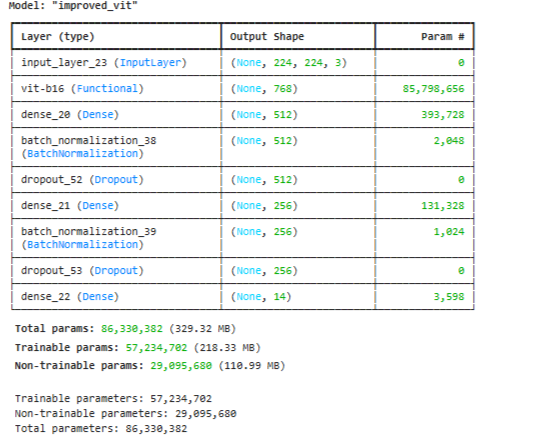 Model: "improved_vit"
Layer (type) Output Shape Param #
input_layer_23 (InputLayer) (None, 224, 224, 3) 0
vit-b16 (Functional) (None, 768) 85,798,656
dense_20 (Dense) (None, 512) 393,728
batch_normalization_38 (None, 512) 2,048
(BatchNormalization)
dropout_52 (Dropout) (None, 512) 0
dense_21 (Dense) (None, 256) 131,328
batch_normalization_39 (None, 256) 1,024
(BatchNormalization)
dropout_53 (Dropout) (None, 256) 0
dense_22 (Dense) (None, 14) 3,598
Total params: 86,330,382 (329.32 MB)
Trainable params: 57,234,702 (218.33 MB)
Non-trainable params: 29,095,680 (110.99 MB)
Trainable parameters: 57,234,702
Non-trainable parameters: 29,095,680
Total parameters: 86,330,382